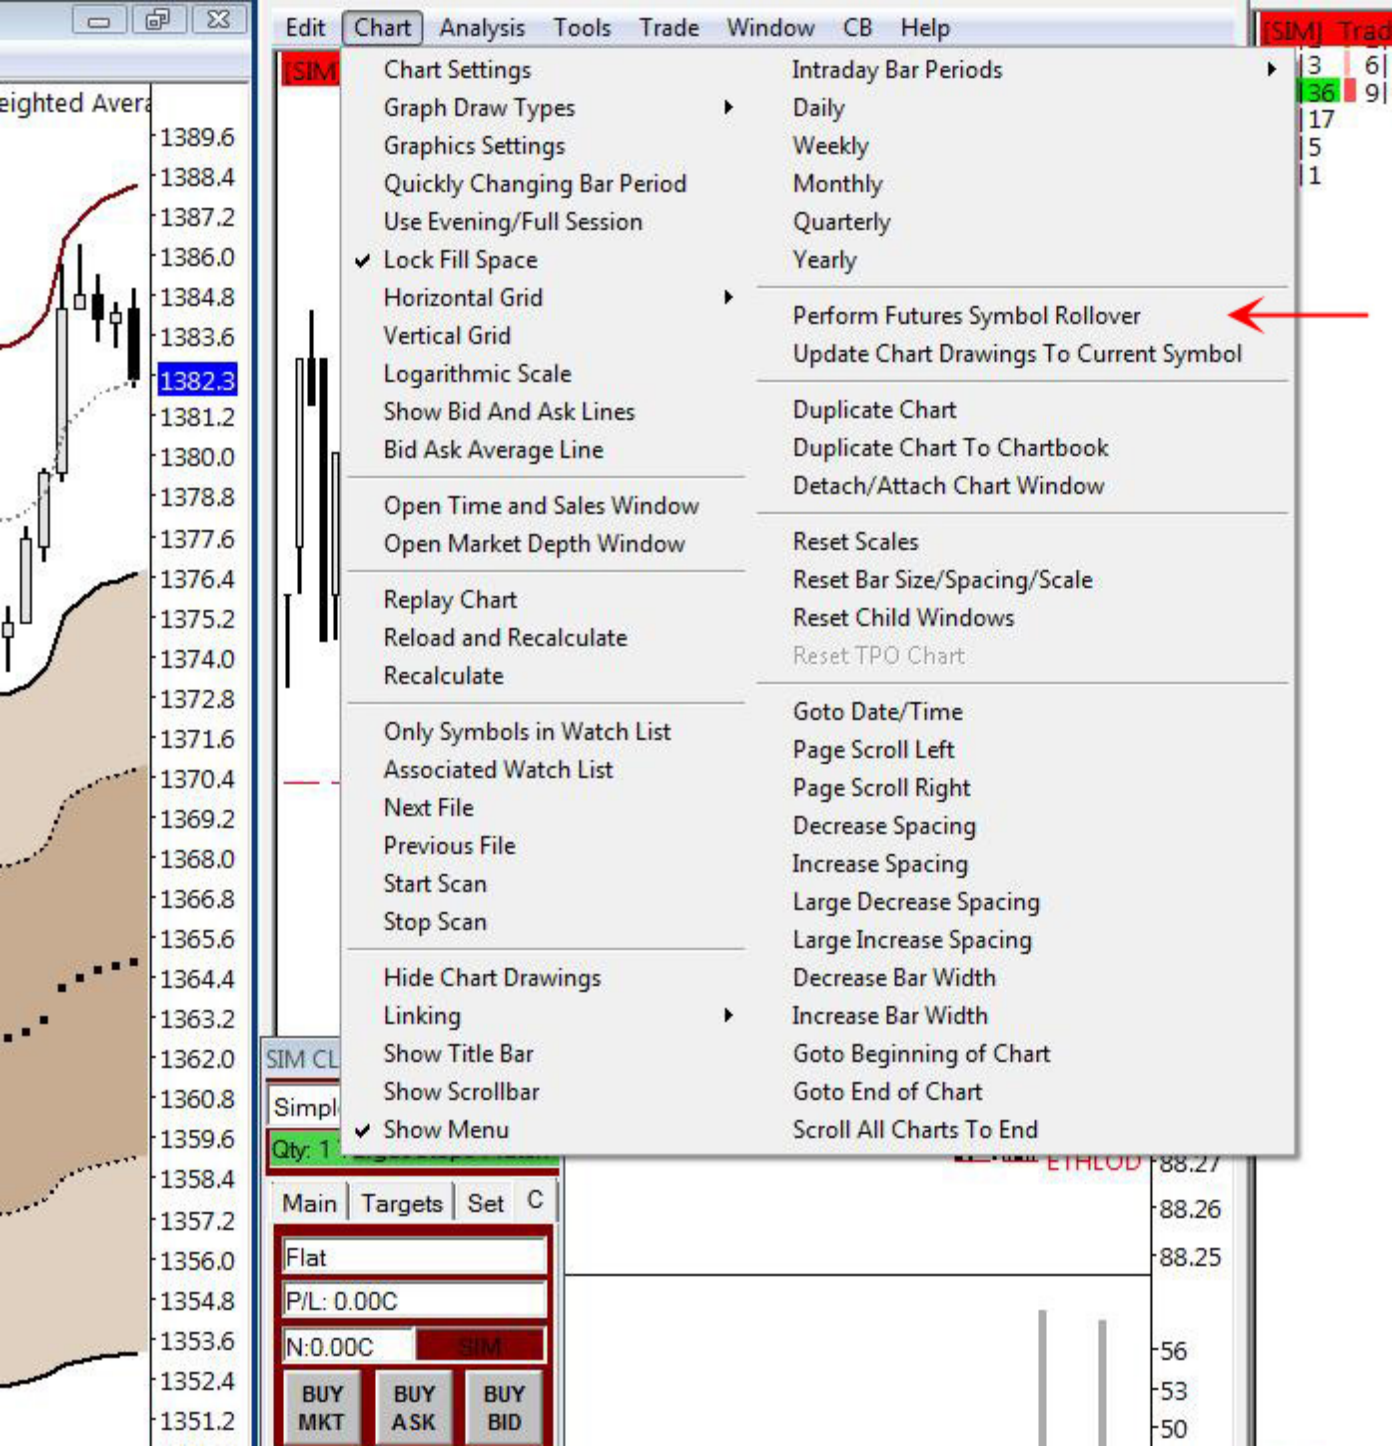 Edit Chart Analysis Tools Trade Window CB Help
[SIM] Trad
[SIM
3 6
36 9
17
5
1
eighted Avera
1389.6
1388.4
1387.2
1386.0
1384.8
1383.6
1382.3
1381.2
1380.0
1378.8
1377.6
1376.4
1375.2
1374.0
1372.8
1371.6
1370.4
1369.2
1368.0
1366.8
1365.6
1364.4
1363.2
1362.0
1360.8
1359.6
1358.4
1357.2
1356.0
1354.8
1353.6
1352.4
1351.2
Chart Settings
Graph Draw Types
Graphics Settings
Quickly Changing Bar Period
Use Evening/Full Session
Lock Fill Space
Horizontal Grid
Vertical Grid
Logarithmic Scale
Show Bid And Ask Lines
Bid Ask Average Line
Open Time and Sales Window
Open Market Depth Window
Replay Chart
Reload and Recalculate
Recalculate
Only Symbols in Watch List
Associated Watch List
Next File
Previous File
Start Scan
Stop Scan
Hide Chart Drawings
Linking
Show Title Bar
Show Scrollbar
Show Menu
Intraday Bar Periods
Daily
Weekly
Monthly
Quarterly
Yearly
Perform Futures Symbol Rollover
Update Chart Drawings To Current Symbol
Duplicate Chart
Duplicate Chart To Chartbook
Detach/Attach Chart Window
Reset Scales
Reset Bar Size/Spacing/Scale
Reset Child Windows
Reset TPO Chart
Goto Date/Time
Page Scroll Left
Page Scroll Right
Decrease Spacing
Increase Spacing
Large Decrease Spacing
Large Increase Spacing
Decrease Bar Width
Increase Bar Width
Goto Beginning of Chart
Goto End of Chart
Scroll All Charts To End
SIM CL
Simpl
Qty: 1
Main Targets Set C
Flat
P/L: 0.00C
N:0.00C SIM
BUY MKT
BUY ASK
BUY BID
ETHLOD 88.27
88.26
88.25
56
53
50